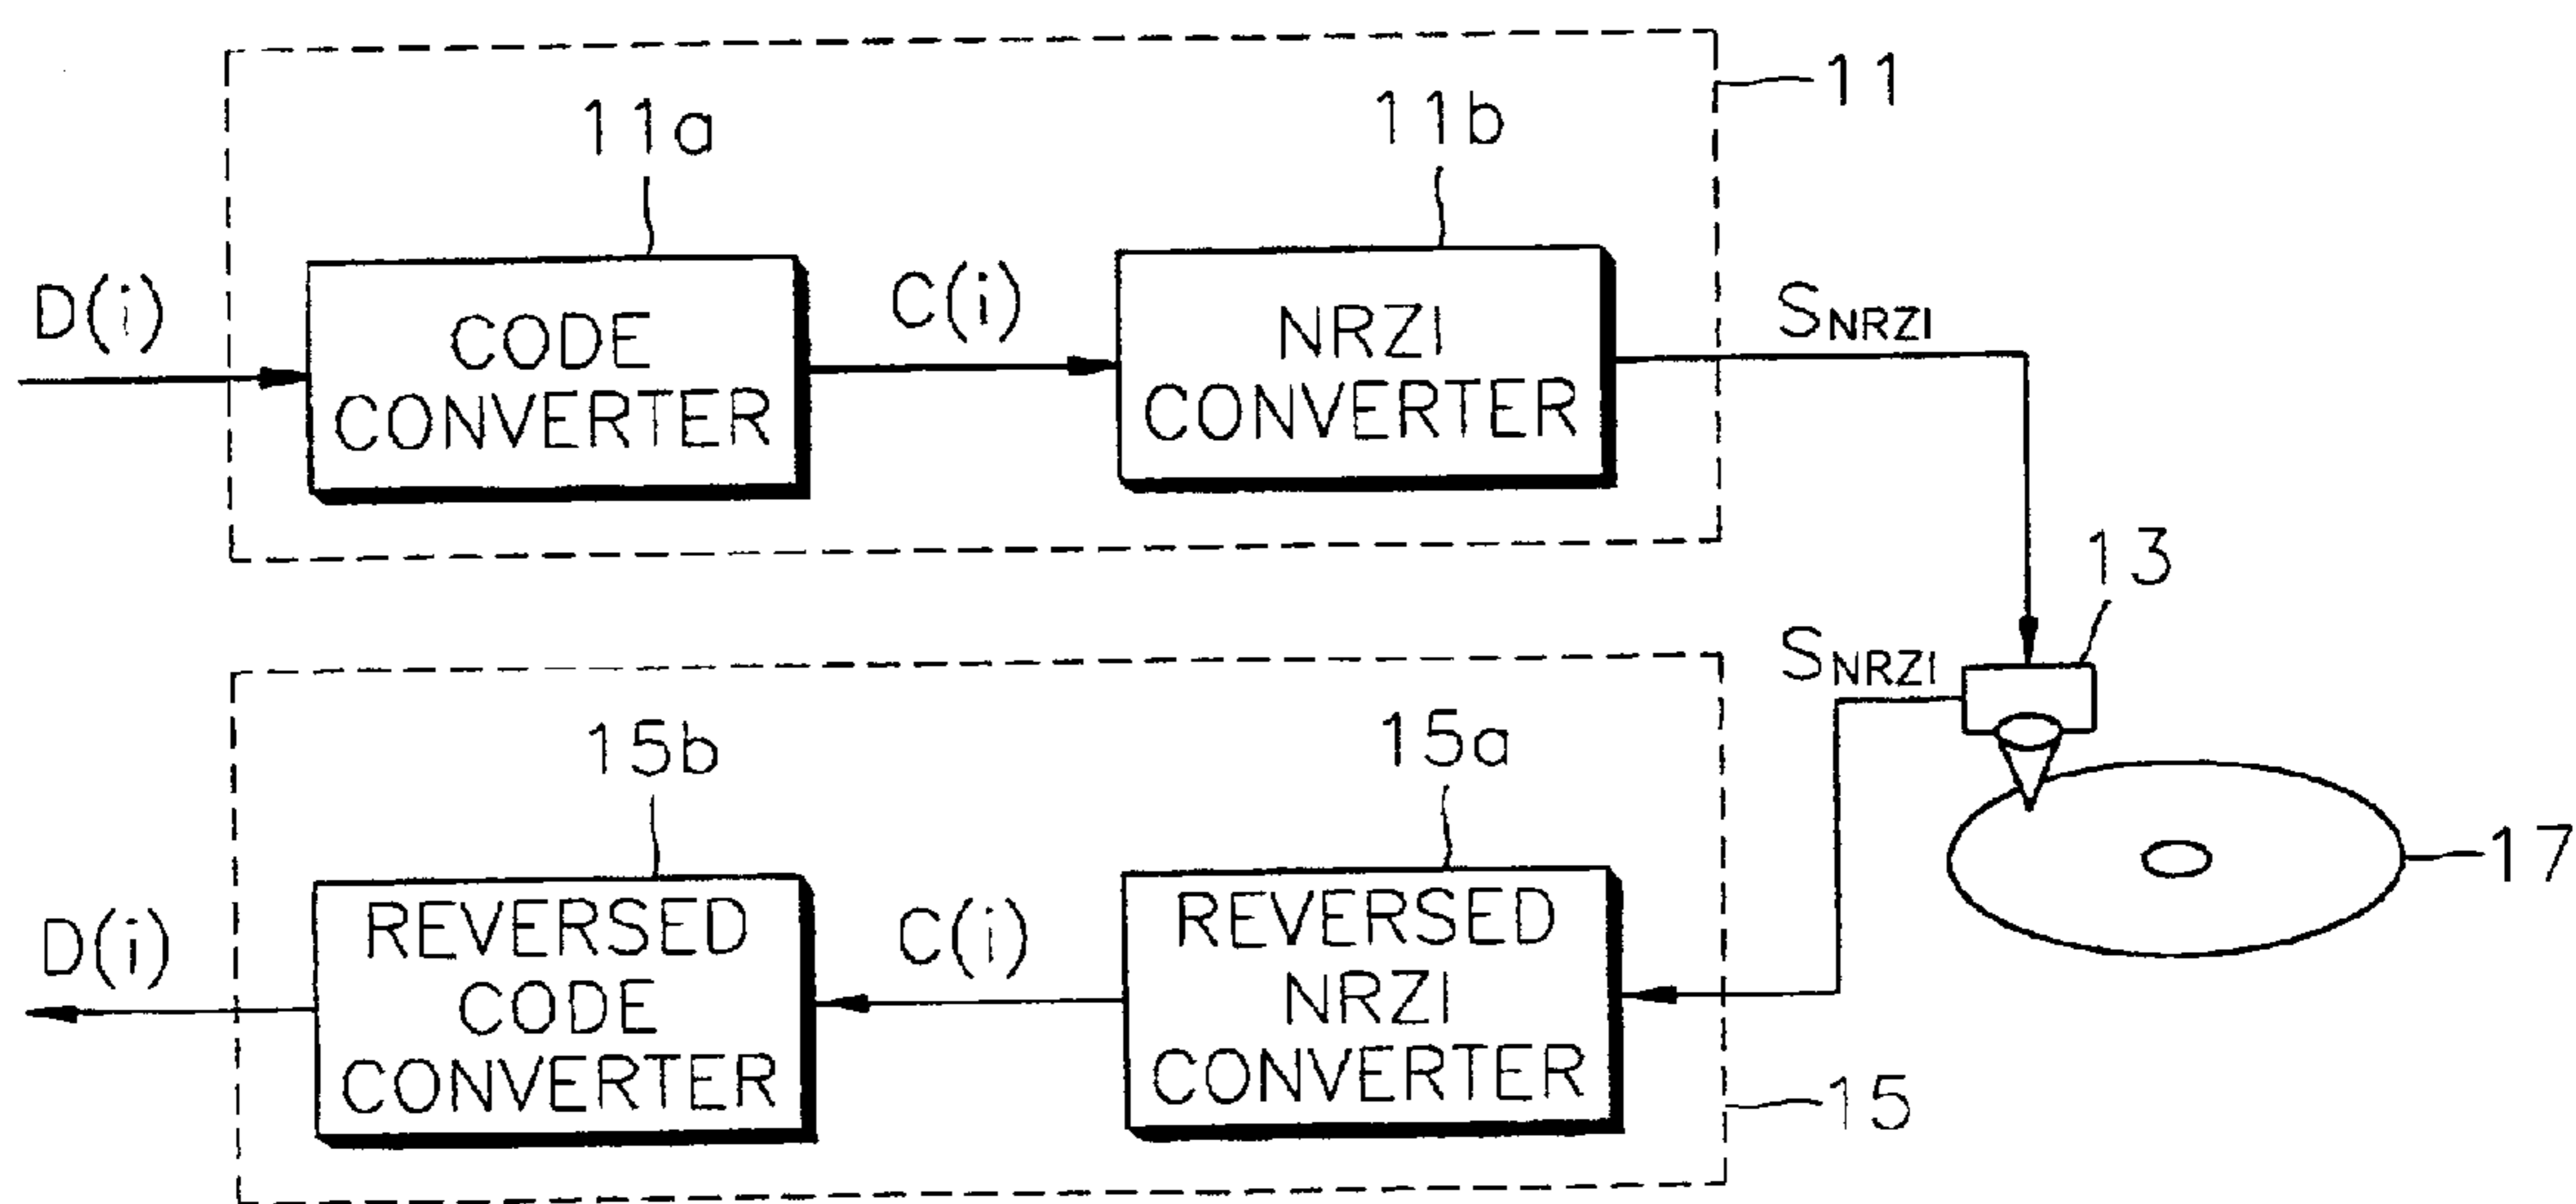 11
11a
11b
D(i)
CODE
CONVERTER
C(i)
NRZI
CONVERTER
SNRZI
13
SNRZI
15b
15a
17
D(i)
REVERSED
CODE
CONVERTER
C(i)
REVERSED
NRZI
CONVERTER
15